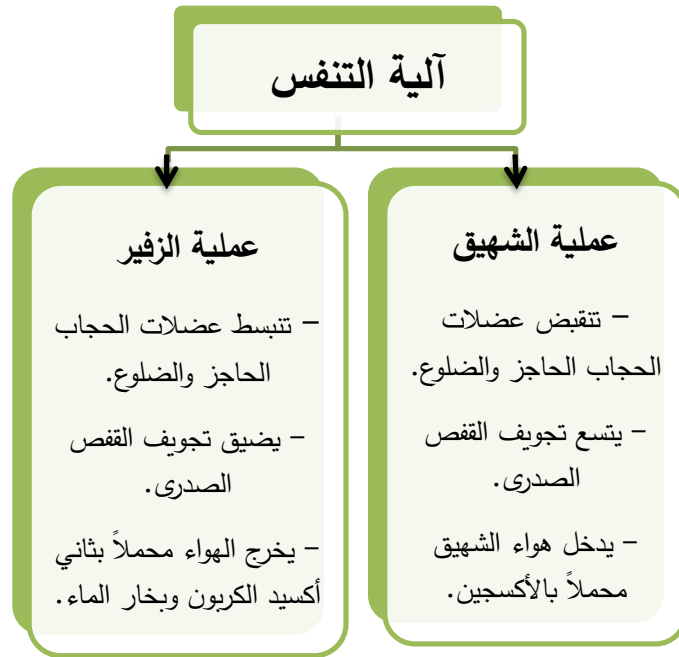 آلية التنفس
عملية الشهيق
– تنقبض عضلات
الحجاب الحاجز والضلوع.
– يتسع تجويف القفص
الصدرى.
– يدخل هواء الشهيق
محملاً بالأكسجين.
عملية الزفير
– تنبسط عضلات الحجاب
الحاجز والضلوع.
– يضيق تجويف القفص
الصدرى.
– يخرج الهواء محملاً بثاني
أكسيد الكربون وبخار الماء.